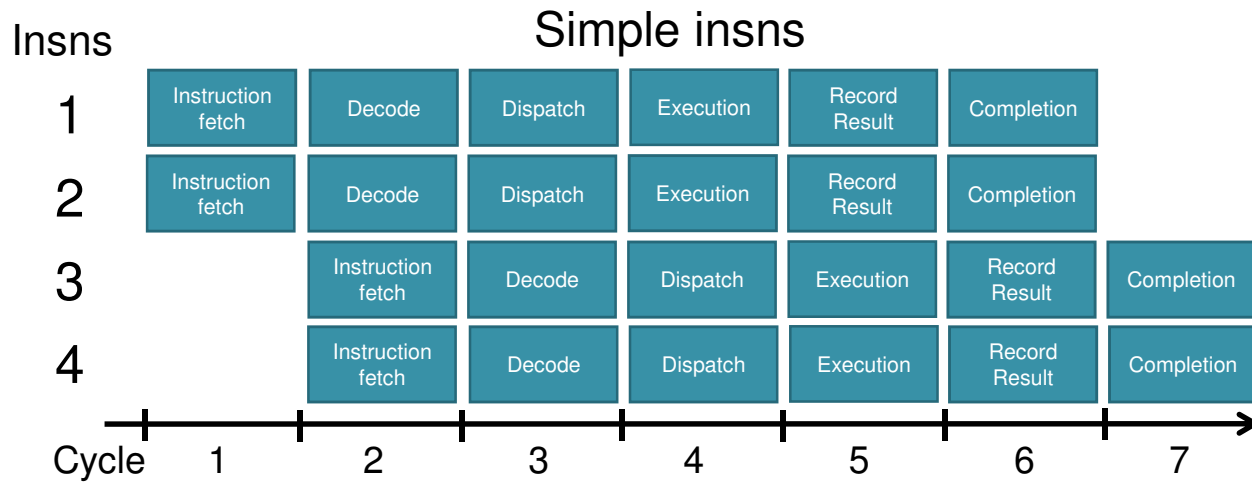 Simple insns
Insns
1
Instruction
fetch
Decode
Dispatch
Execution
Record
Result
Completion
2
Instruction
fetch
Decode
Dispatch
Execution
Record
Result
Completion
3
Instruction
fetch
Decode
Dispatch
Execution
Record
Result
Completion
4
Instruction
fetch
Decode
Dispatch
Execution
Record
Result
Completion
Cycle 1 2 3 4 5 6 7